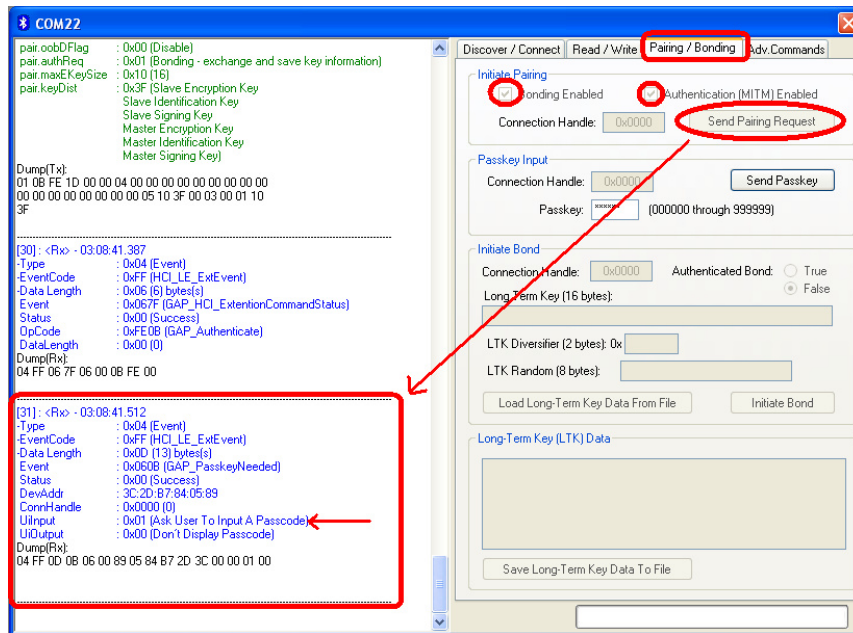 COM22
pair.oobDFlag : 0x00 (Disable)
pair.authReq : 0x01 (Bonding - exchange and save key information)
pair.maxEKeySize : 0x10 (16)
pair.keyDist : 0x3F (Slave Encryption Key
Slave Identification Key
Slave Signing Key
Master Encryption Key
Master Identification Key
Master Signing Key)
Dump(Tx):
01 0B FE 1D 00 00 04 00 00 00 00 00 00 00 00 00
00 00 00 00 00 00 00 00 05 10 3F 00 03 00 01 10
3F
[30] : <Rx> - 03:08:41.387
-Type : 0x04 (Event)
-EventCode : 0xFF (HCI_LE_ExtEvent)
-Data Length : 0x06 (6) bytes(s)
Event : 0x067F (GAP_HCI_ExtentionCommandStatus)
Status : 0x00 (Success)
OpCode : 0xFE0B (GAP_Authenticate)
DataLength : 0x00 (0)
Dump(Rx):
04 FF 06 7F 06 00 0B FE 00
[31] : <Rx> - 03:08:41.512
-Type : 0x04 (Event)
-EventCode : 0xFF (HCI_LE_ExtEvent)
-Data Length : 0x0D (13) bytes(s)
Event : 0x060B (GAP_PasskeyNeeded)
Status : 0x00 (Success)
DevAddr : 3C:2D:B7:84:05:89
ConnHandle : 0x0000 (0)
UiInput : 0x01 (Ask User To Input A Passcode)
UiOutput : 0x00 (Don't Display Passcode)
Dump(Rx):
04 FF 0D 0B 06 00 89 05 84 B7 2D 3C 00 00 01 00
Discover / Connect Read / Write Pairing / Bonding Adv.Commands
Initiate Pairing
Bonding Enabled Authentication (MITM) Enabled
Connection Handle: 0x0000 Send Pairing Request
Passkey Input
Connection Handle: 0x0000 Send Passkey
Passkey: ****** (000000 through 999999)
Initiate Bond
Connection Handle: 0x0000 Authenticated Bond: True
False
Long Term Key (16 bytes):
LTK Diversifier (2 bytes): 0x
LTK Random (8 bytes):
Load Long-Term Key Data From File Initiate Bond
Long-Term Key (LTK) Data
Save Long-Term Key Data To File